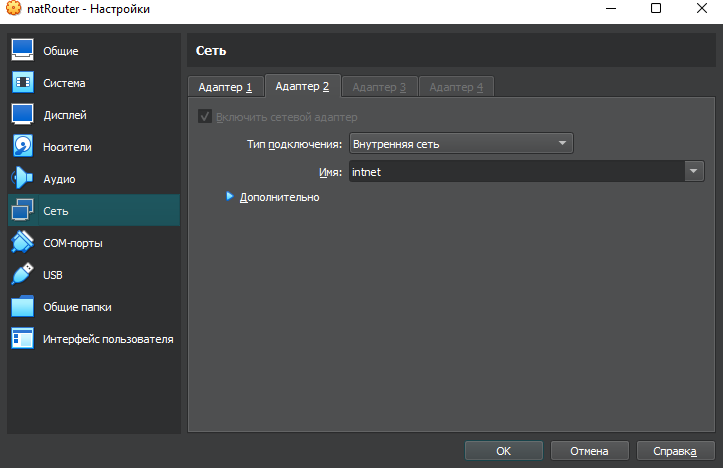 natRouter - Настройки
Общие
Система
Дисплей
Носители
Аудио
Сеть
COM-порты
USB
Общие папки
Интерфейс пользователя
Сеть
Адаптер 1
Адаптер 2
Адаптер 3
Адаптер 4
Включить сетевой адаптер
Тип подключения: Внутренняя сеть
Имя: intnet
Дополнительно
OK
Отмена
Справка